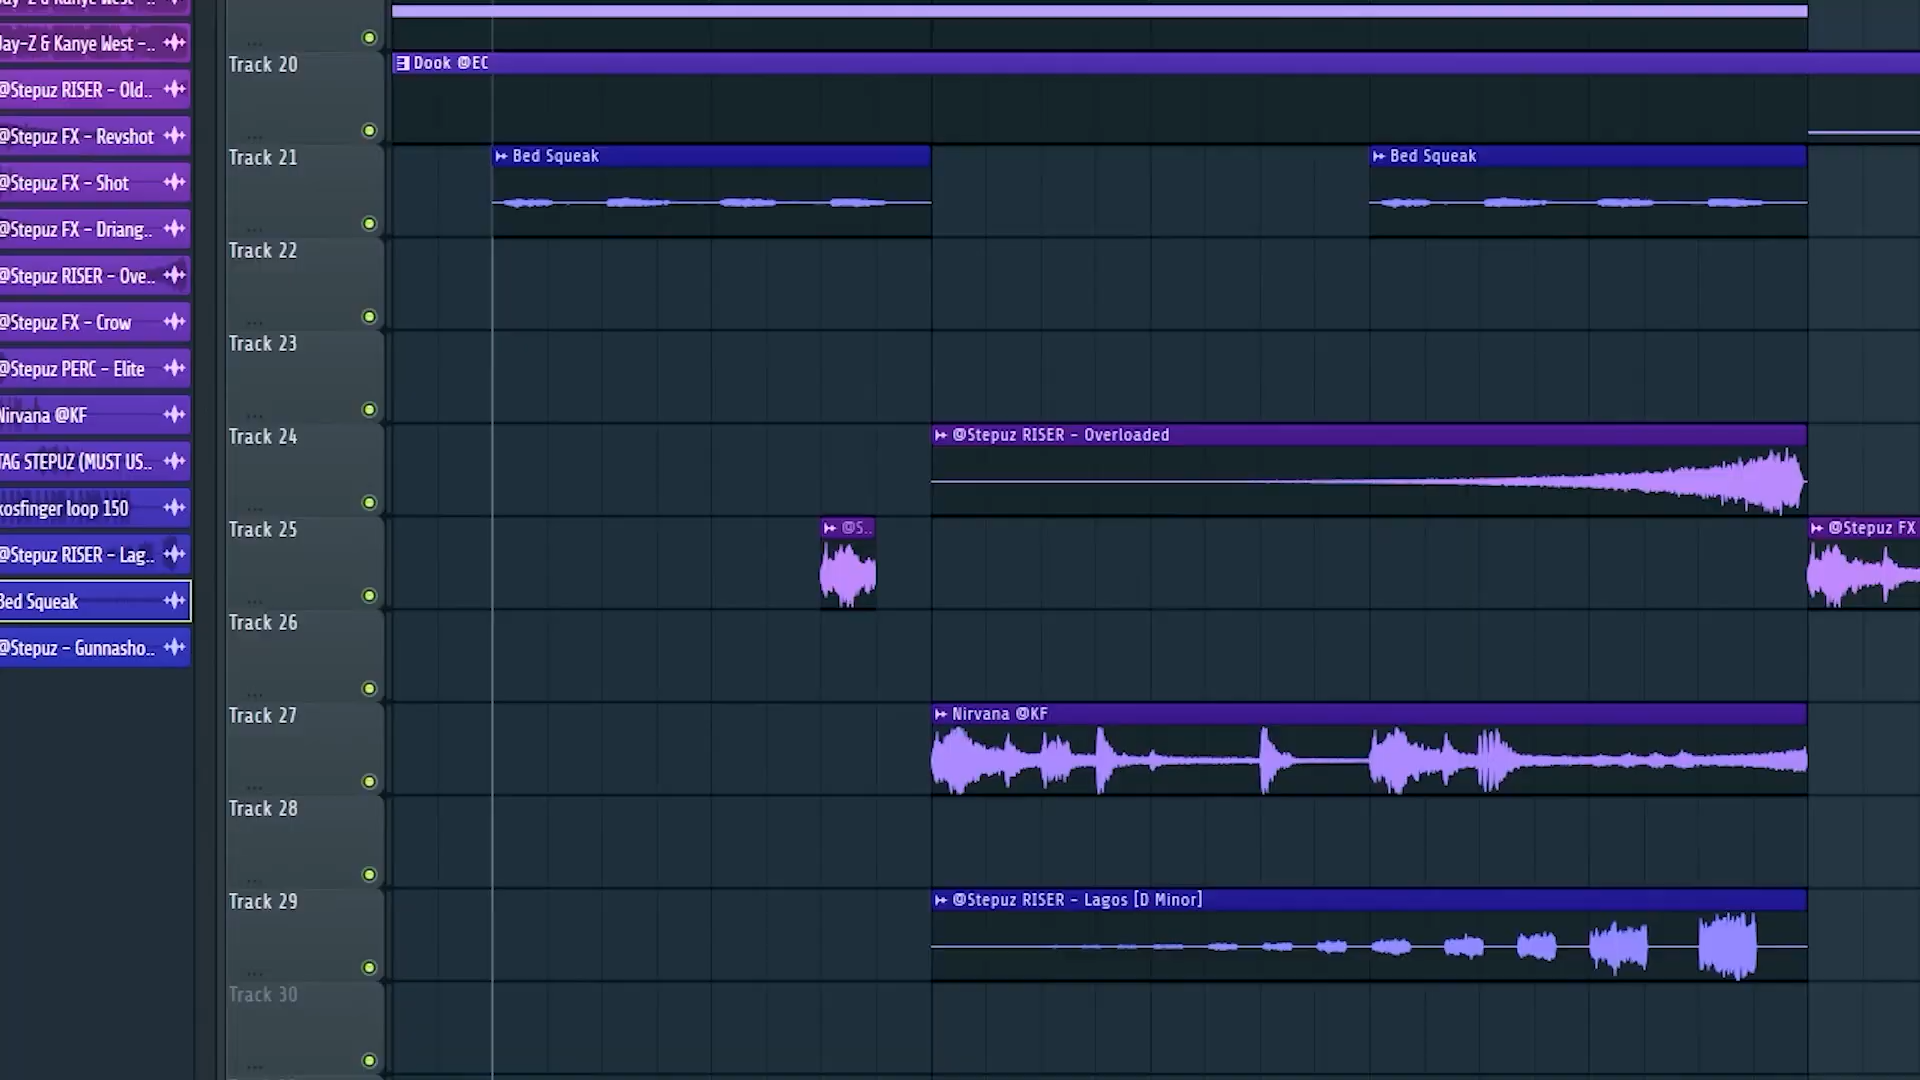 Jay-Z & Kanye West -..
Jay-Z & Kanye West -..
@Stepuz RISER - Old..
@Stepuz FX - Revshot
@Stepuz FX - Shot
@Stepuz FX - Driang..
@Stepuz RISER - Ove..
@Stepuz FX - Crow
@Stepuz PERC - Elite
Nirvana @KF
TAG STEPUZ (MUST US..
kosfinger loop 150
@Stepuz RISER - Lag..
Bed Squeak
@Stepuz - Gunnasho..
Track 20
Dook @EC
Track 21
Bed Squeak
Bed Squeak
Track 22
Track 23
Track 24
@Stepuz RISER - Overloaded
Track 25
@S..
@Stepuz FX
Track 26
Track 27
Nirvana @KF
Track 28
Track 29
@Stepuz RISER - Lagos [D Minor]
Track 30